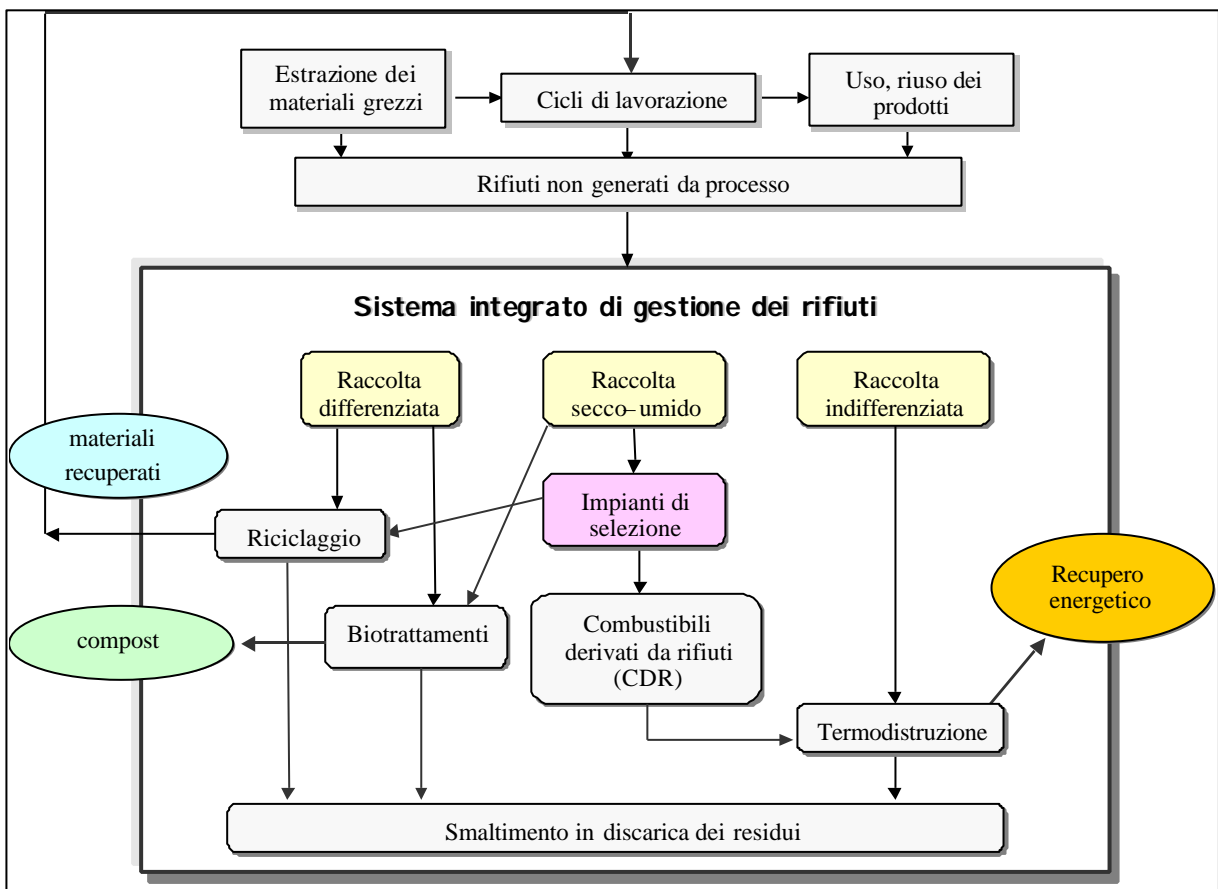 Estrazione dei
materiali grezzi
Cicli di lavorazione
Uso, riuso dei
prodotti
Rifiuti non generati da processo
Sistema integrato di gestione dei rifiuti
Raccolta
differenziata
Raccolta
secco–umido
Raccolta
indifferenziata
materiali
recuperati
Impianti di
selezione
Riciclaggio
Recupero
energetico
compost
Biotrattamenti
Combustibili
derivati da rifiuti
(CDR)
Termodistruzione
Smaltimento in discarica dei residui